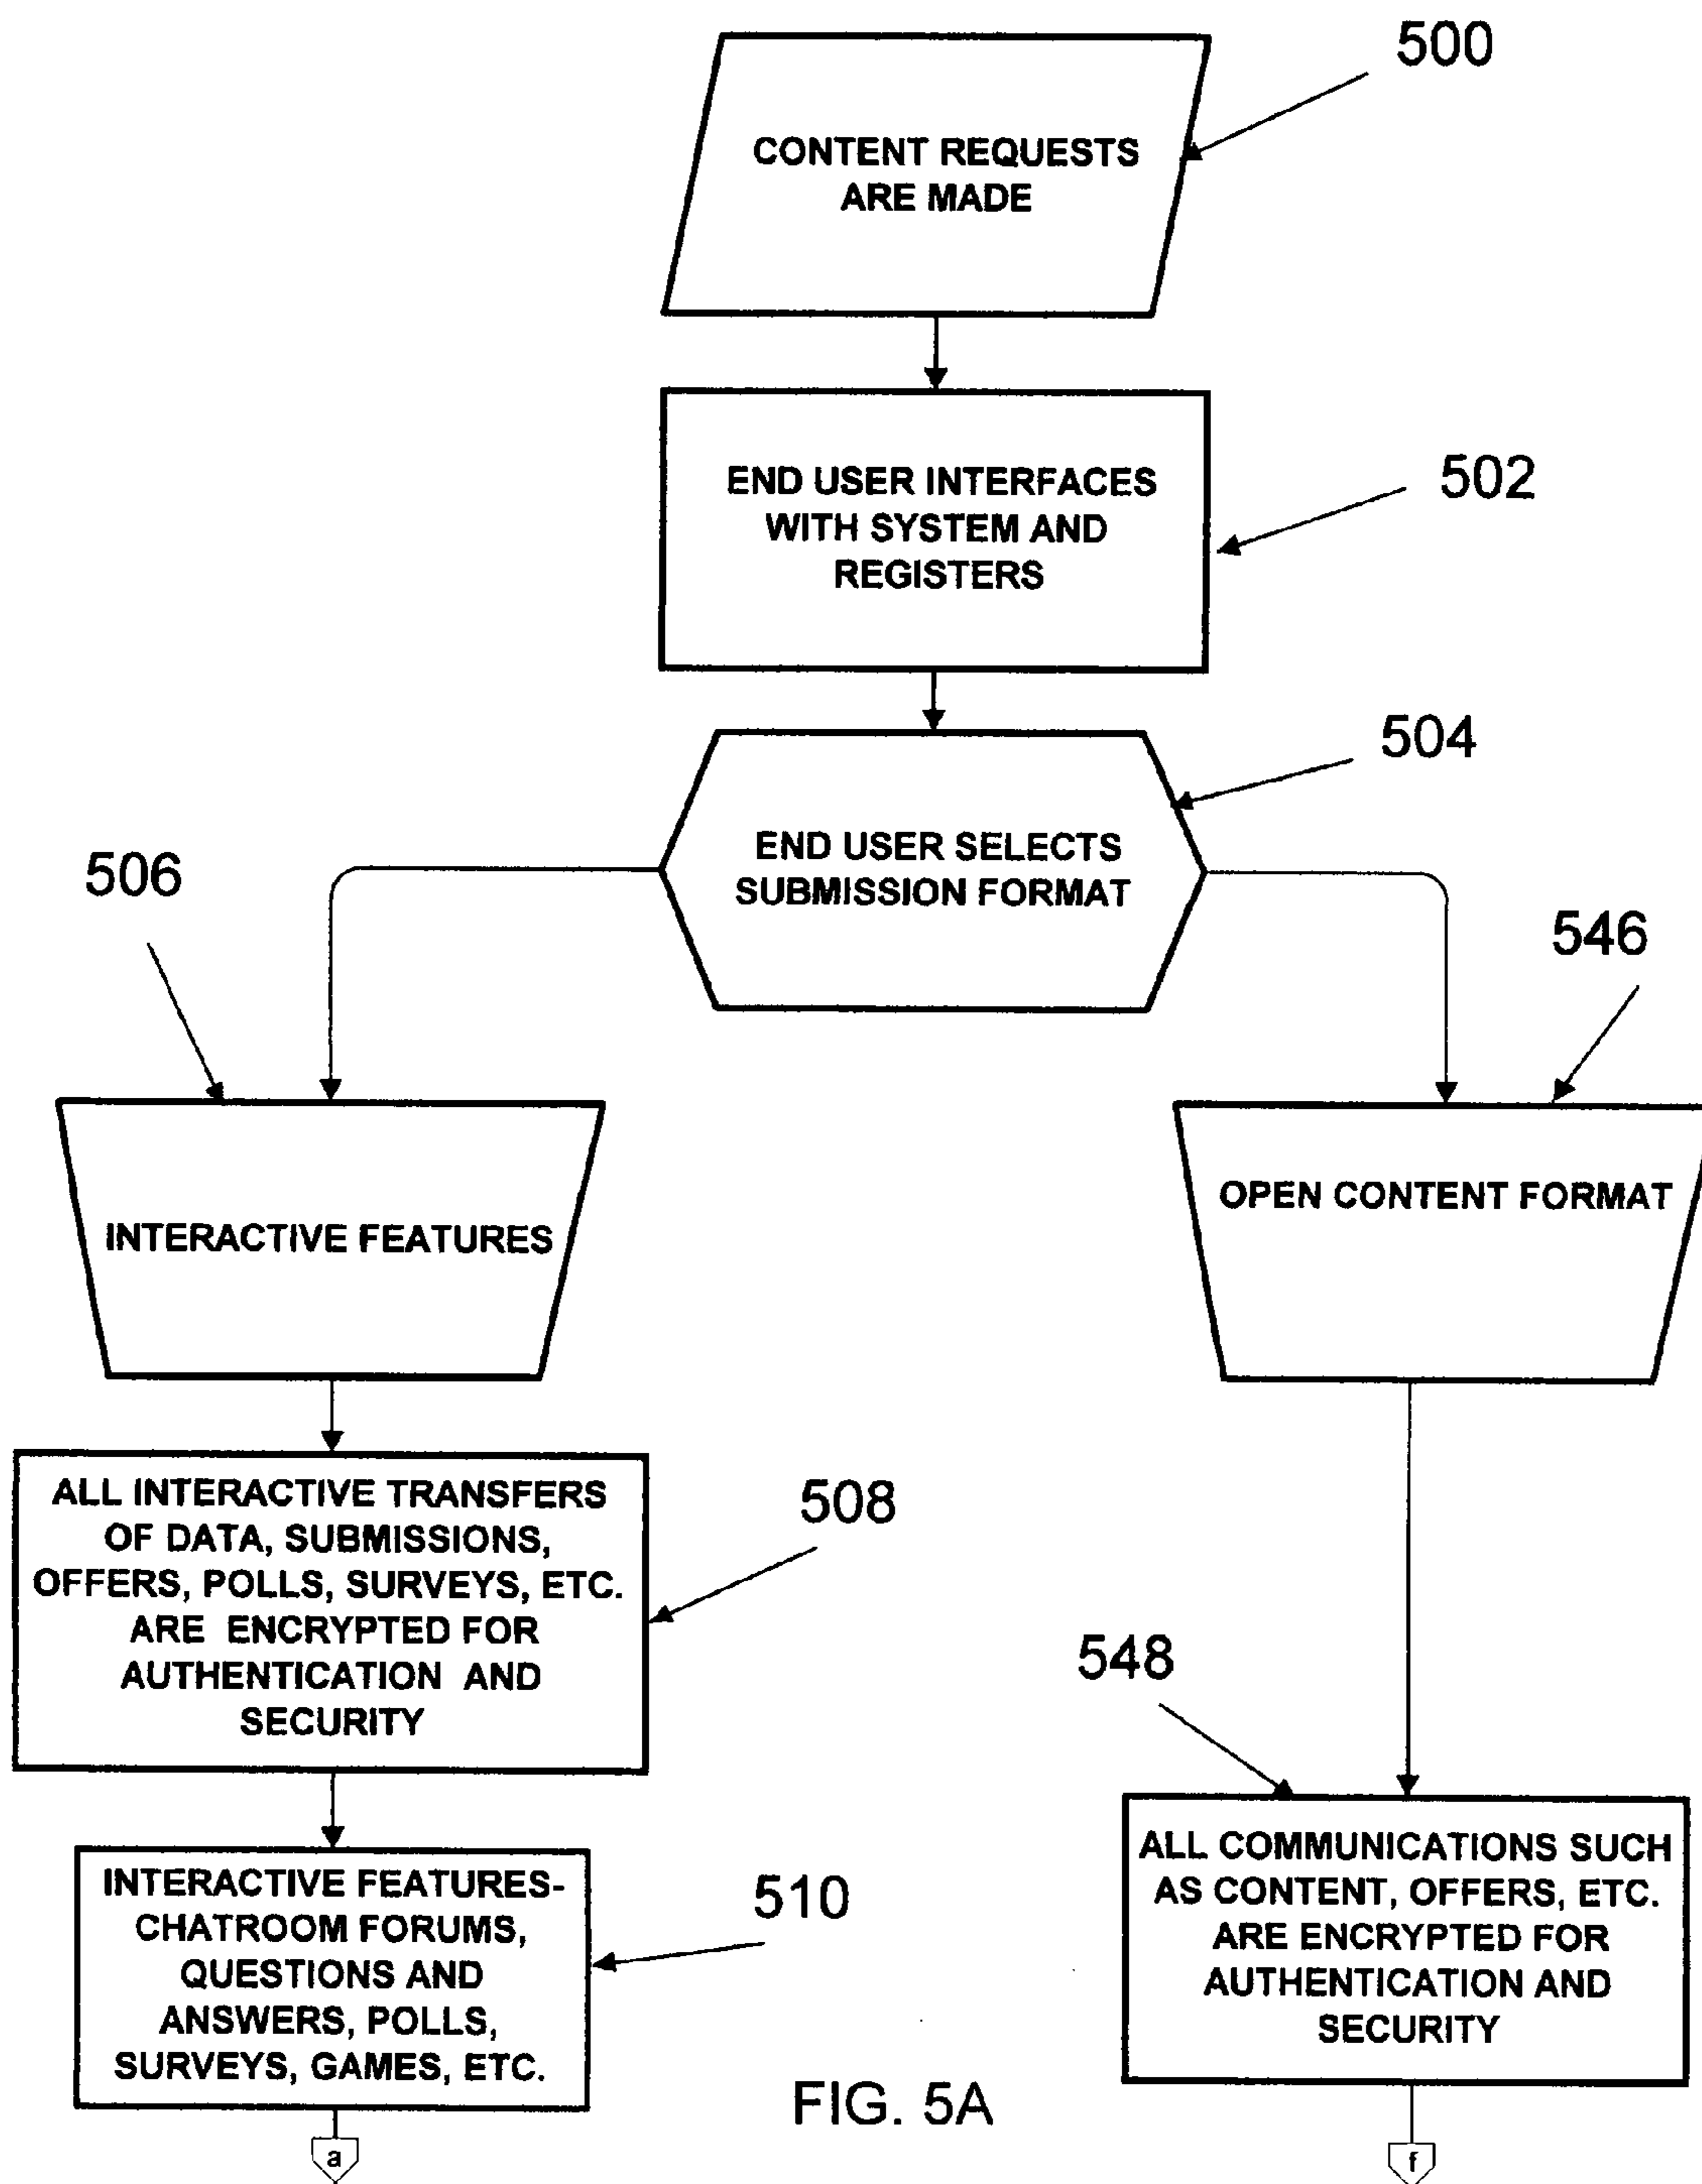 500
CONTENT REQUESTS
ARE MADE
END USER INTERFACES
WITH SYSTEM AND
REGISTERS
502
504
END USER SELECTS
SUBMISSION FORMAT
506
546
INTERACTIVE FEATURES
OPEN CONTENT FORMAT
ALL INTERACTIVE TRANSFERS
OF DATA, SUBMISSIONS,
OFFERS, POLLS, SURVEYS, ETC.
ARE ENCRYPTED FOR
AUTHENTICATION AND
SECURITY
508
548
INTERACTIVE FEATURES-
CHATROOM FORUMS,
QUESTIONS AND
ANSWERS, POLLS,
SURVEYS, GAMES, ETC.
510
ALL COMMUNICATIONS SUCH
AS CONTENT, OFFERS, ETC.
ARE ENCRYPTED FOR
AUTHENTICATION AND
SECURITY
FIG. 5A
a
f